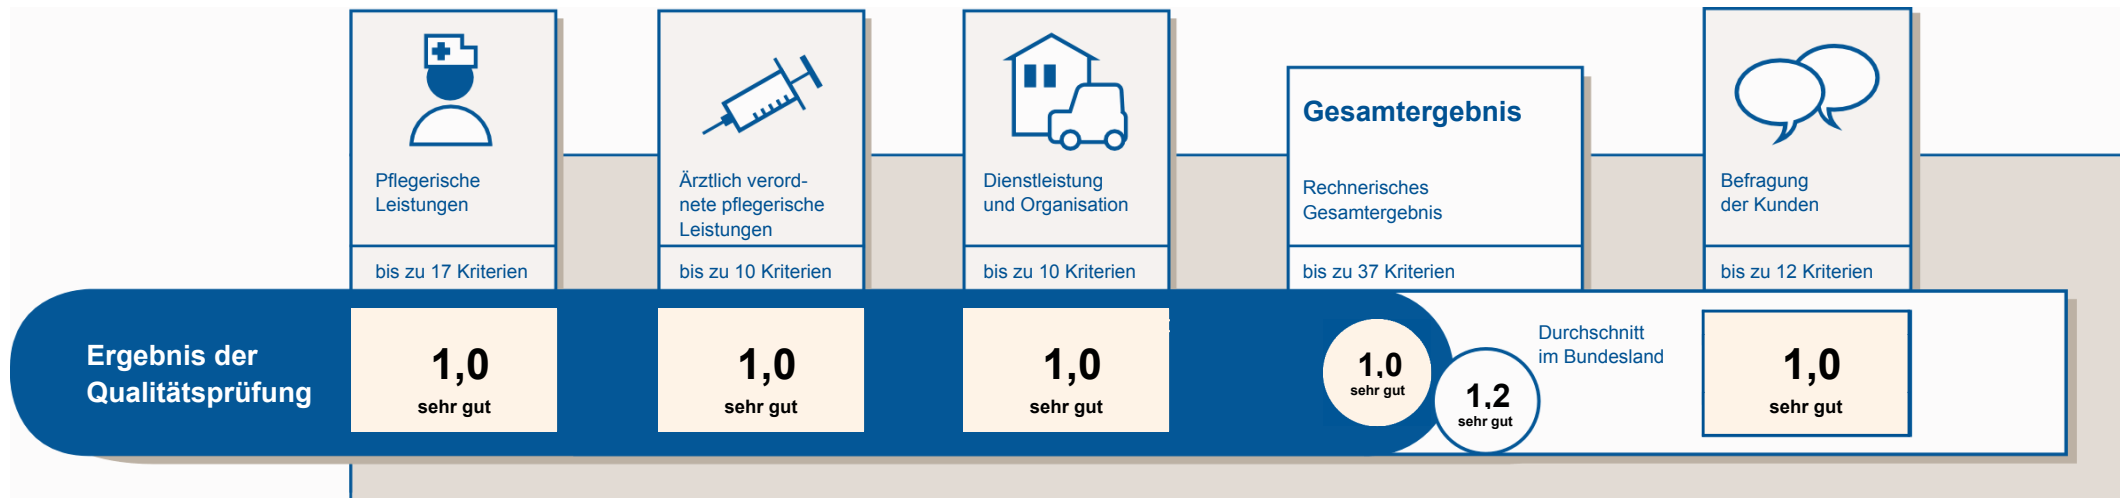 Pflegerische
Leistungen
bis zu 17 Kriterien
Ärztlich verord-
nete pflegerische
Leistungen
bis zu 10 Kriterien
Dienstleistung
und Organisation
bis zu 10 Kriterien
Gesamtergebnis
Rechnerisches
Gesamtergebnis
bis zu 37 Kriterien
Befragung
der Kunden
bis zu 12 Kriterien
Ergebnis der
Qualitätsprüfung
1,0
sehr gut
1,0
sehr gut
1,0
sehr gut
1,0
sehr gut
1,2
sehr gut
Durchschnitt
im Bundesland
1,0
sehr gut